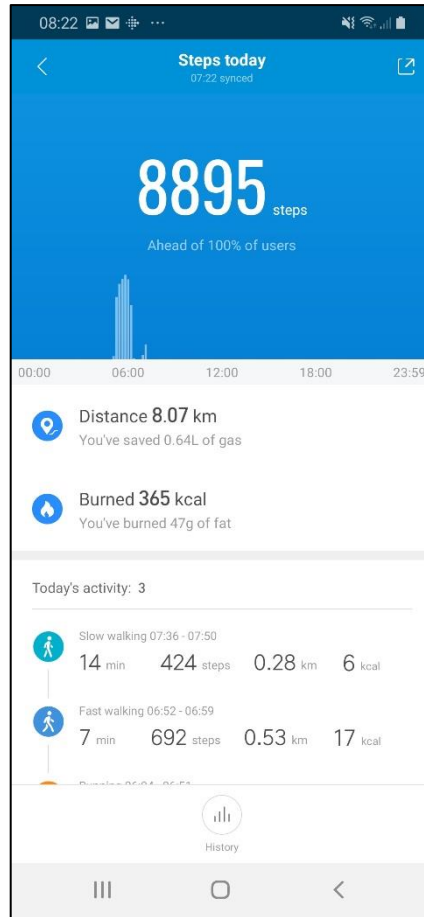 08:22
Steps today
07:22 synced
8895 steps
Ahead of 100% of users
00:00 06:00 12:00 18:00 23:59
Distance 8.07 km
You've saved 0.64L of gas
Burned 365 kcal
You've burned 47g of fat
Today's activity: 3
Slow walking 07:36 - 07:50
14 min 424 steps 0.28 km 6 kcal
Fast walking 06:52 - 06:59
7 min 692 steps 0.53 km 17 kcal
History